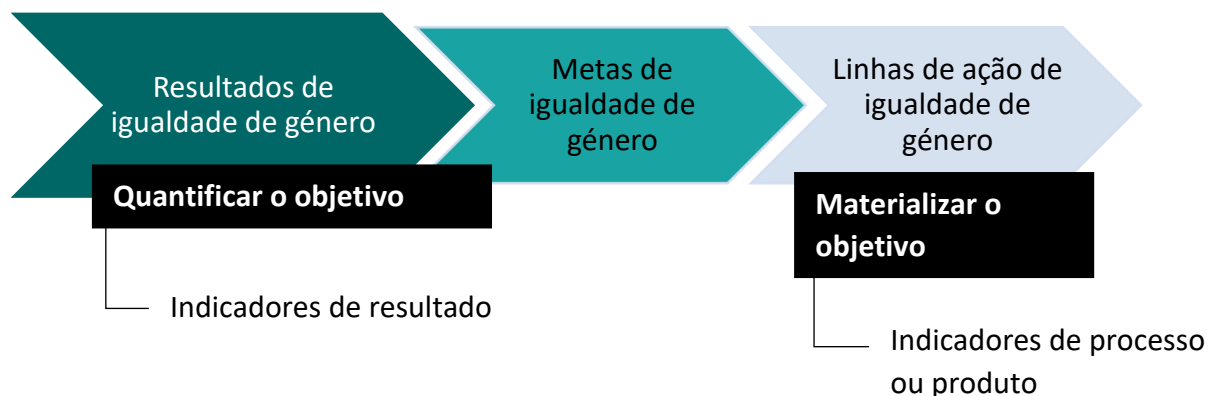 Resultados de
igualdade de género
Metas de
igualdade de
género
Linhas de ação de
igualdade de
género
Quantificar o objetivo
Indicadores de resultado
Materializar o
objetivo
Indicadores de processo
ou produto